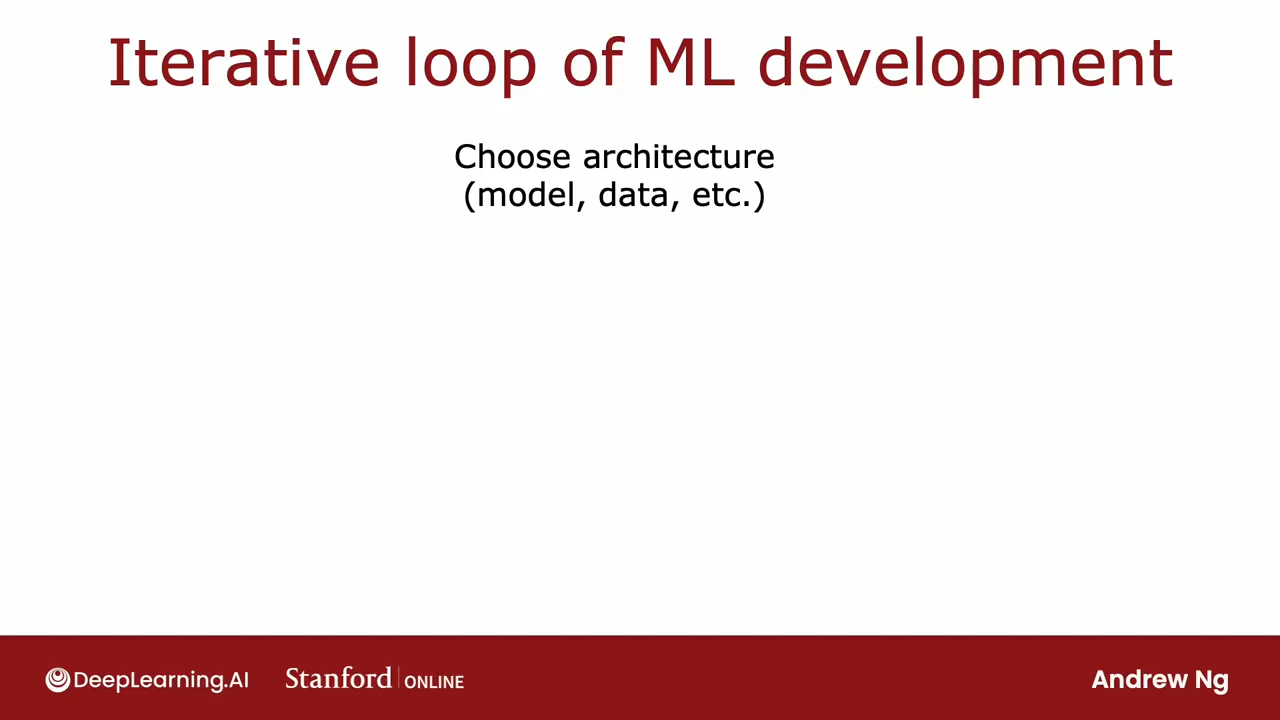 Iterative loop of ML development
Choose architecture
(model, data, etc.)
DeepLearning.AI
Stanford ONLINE
Andrew Ng